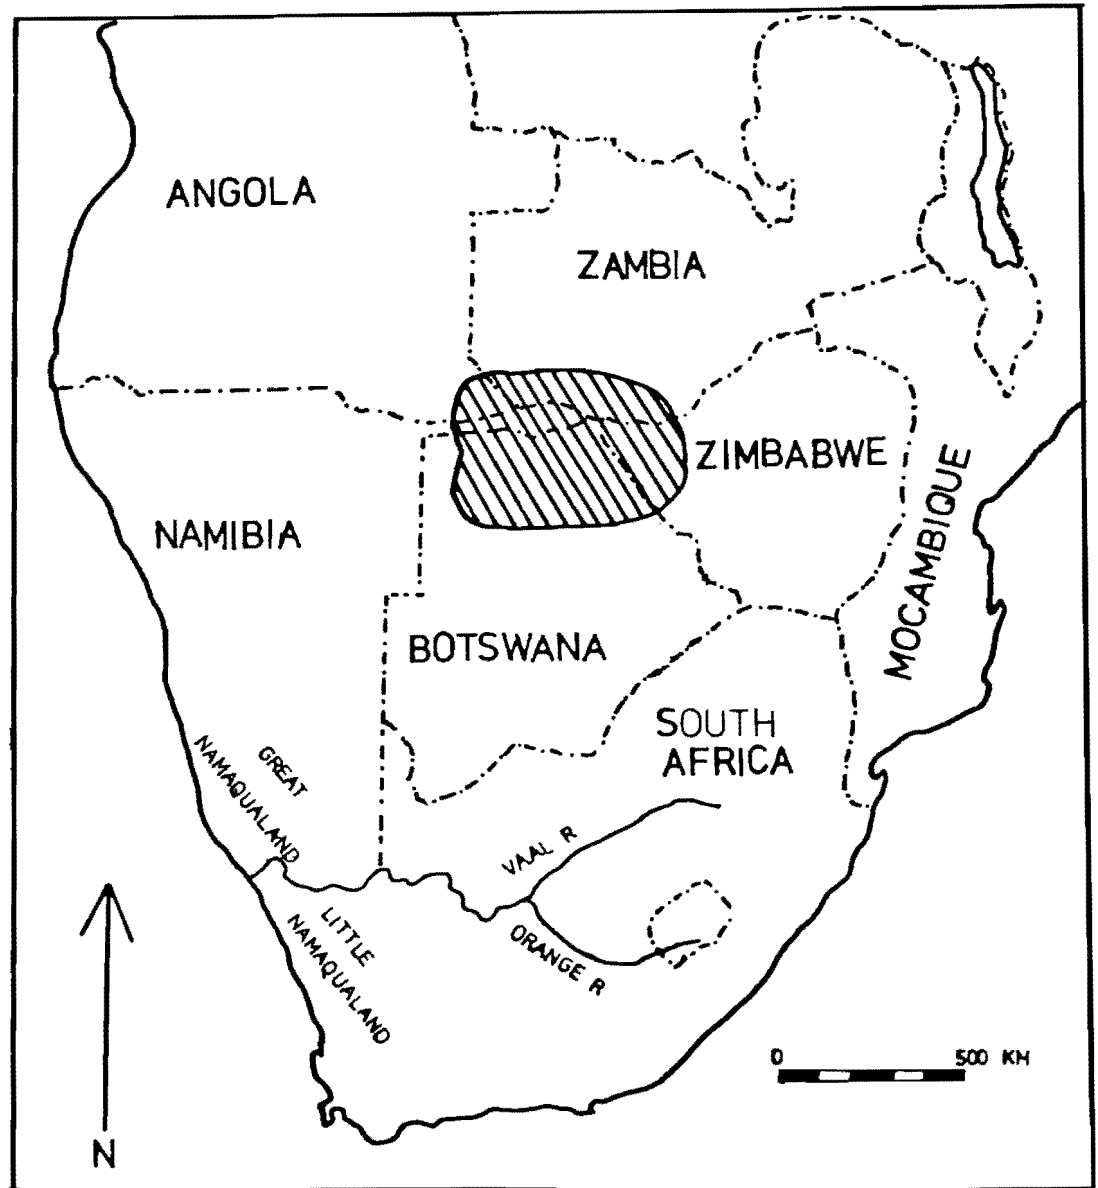 ANGOLA
ZAMBIA
ZIMBABWE
NAMIBIA
MOCAMBIQUE
BOTSWANA
SOUTH
AFRICA
GREAT
NAMAQUALAND
VAAL R
LITTLE
NAMAQUALAND
ORANGE R
0 500 KM
N